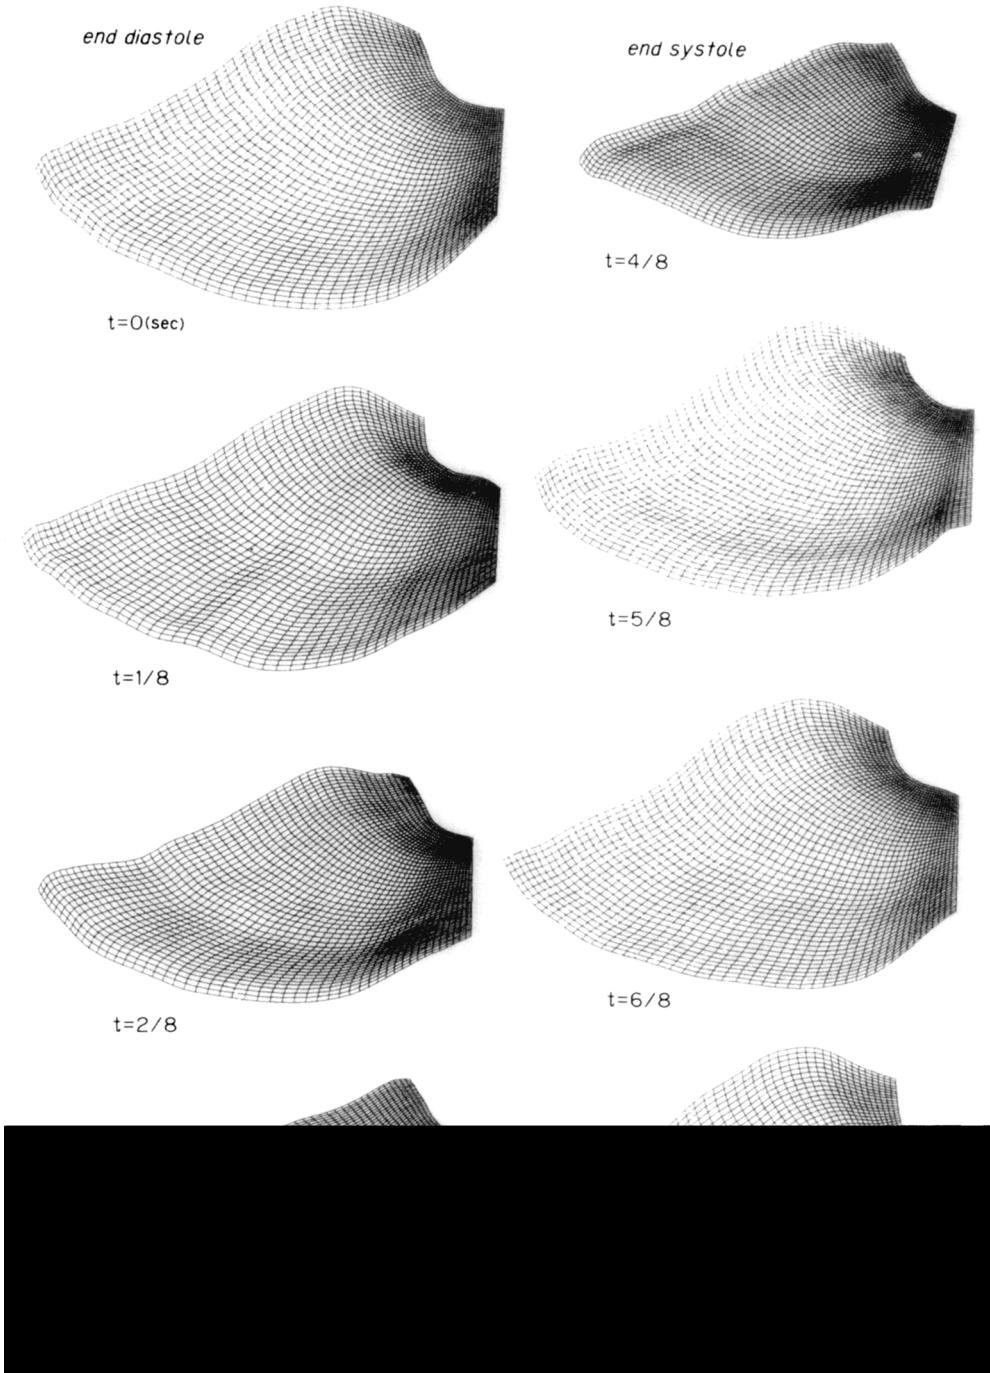 end diastole
t=0(sec)
t=1/8
t=2/8
end systole
t=4/8
t=5/8
t=6/8